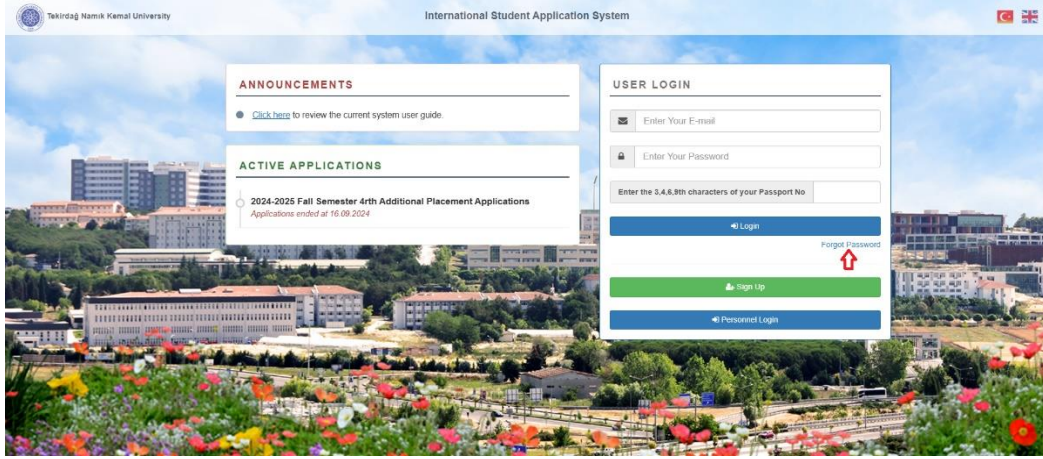 Tekirdağ Namık Kemal University
International Student Application System
ANNOUNCEMENTS
Click here to review the current system user guide.
ACTIVE APPLICATIONS
2024-2025 Fall Semester 4rth Additional Placement Applications
Applications ended at 16.09.2024
USER LOGIN
Enter Your E-mail
Enter Your Password
Enter the 3,4,6,9th characters of your Passport No
Login
Forgot Password
Sign Up
Personnel Login